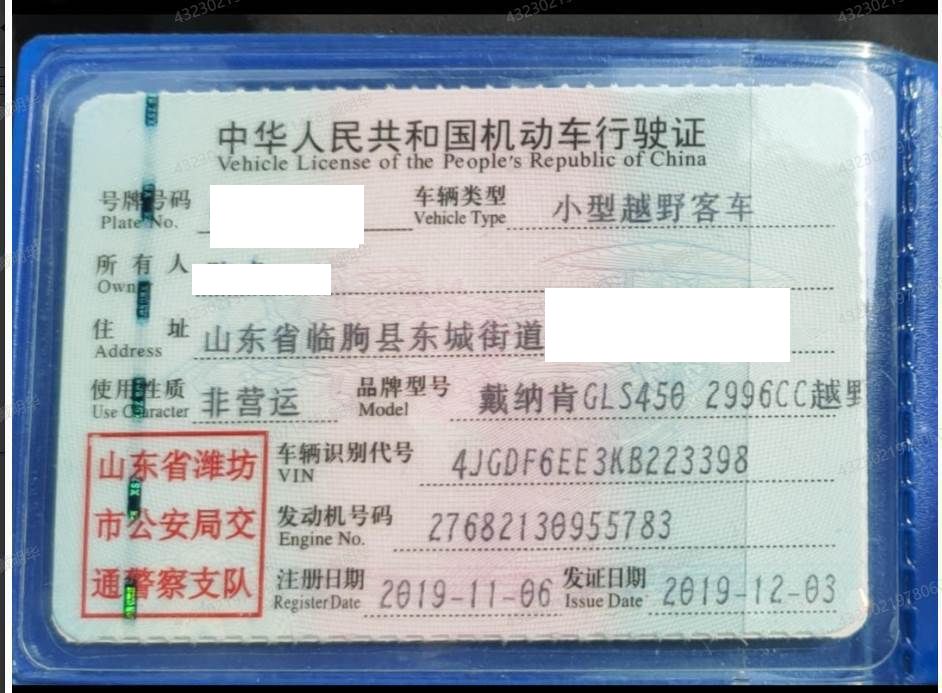 中华人民共和国机动车行驶证
Vehicle License of the People's Republic of China
号牌号码 车辆类型 小型越野客车
Plate No. Vehicle Type
所有人
Owner
住址 山东省临朐县东城街道
Address
使用性质 非营运 品牌型号 戴纳肯GLS450 2996CC越野
Use Character Model
山东省潍坊
市公安局交
通警察支队
车辆识别代号 4JGDF6EE3KB223398
VIN
发动机号码 27682130955783
Engine No.
注册日期 2019-11-06 发证日期 2019-12-03
Register Date Issue Date